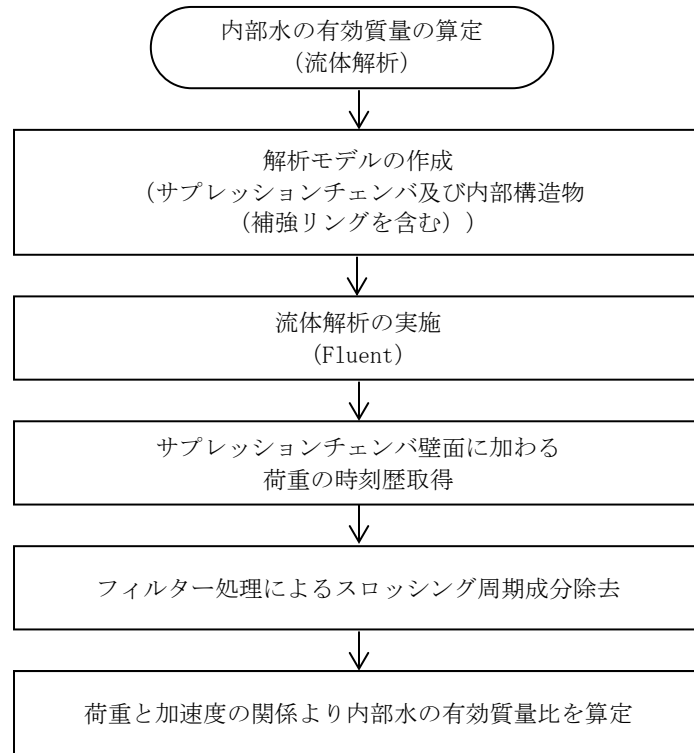 内部水の有効質量の算定
（流体解析）
解析モデルの作成
（サプレッションチェンバ及び内部構造物
（補強リングを含む））
流体解析の実施
（Fluent）
サプレッションチェンバ壁面に加わる
荷重の時刻歴取得
フィルター処理によるスロッシング周期成分除去
荷重と加速度の関係より内部水の有効質量比を算定